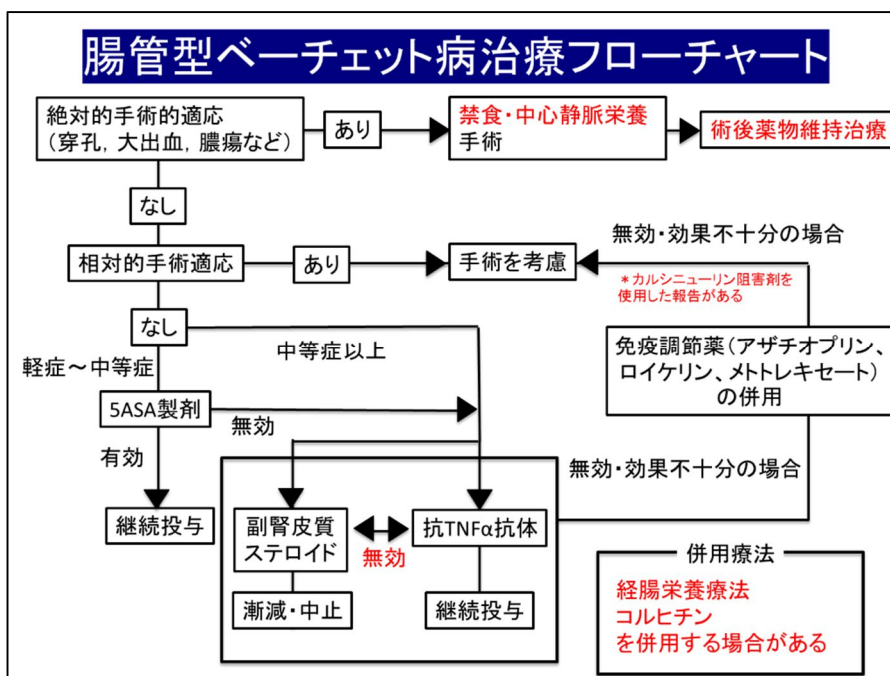 腸管型ベーチェット病治療フローチャート
絶対的手術的適応
（穿孔，大出血，膿瘍など）
あり
禁食・中心静脈栄養
手術
術後薬物維持治療
なし
相対的手術適応
あり
手術を考慮
無効・効果不十分の場合
＊カルシニューリン阻害剤を
使用した報告がある
なし
軽症～中等症
中等症以上
免疫調節薬（アザチオプリン、
ロイケリン、メトトレキセート）
の併用
5ASA製剤
無効
有効
無効・効果不十分の場合
継続投与
副腎皮質
ステロイド
無効
抗TNFα抗体
漸減・中止
継続投与
併用療法
経腸栄養療法
コルヒチン
を併用する場合がある